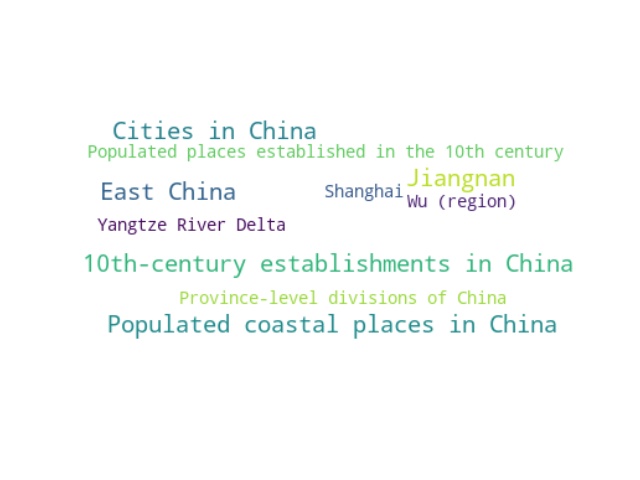 Cities in China
Populated places established in the 10th century
Jiangnan
East China
Shanghai
Wu (region)
Yangtze River Delta
10th-century establishments in China
Province-level divisions of China
Populated coastal places in China